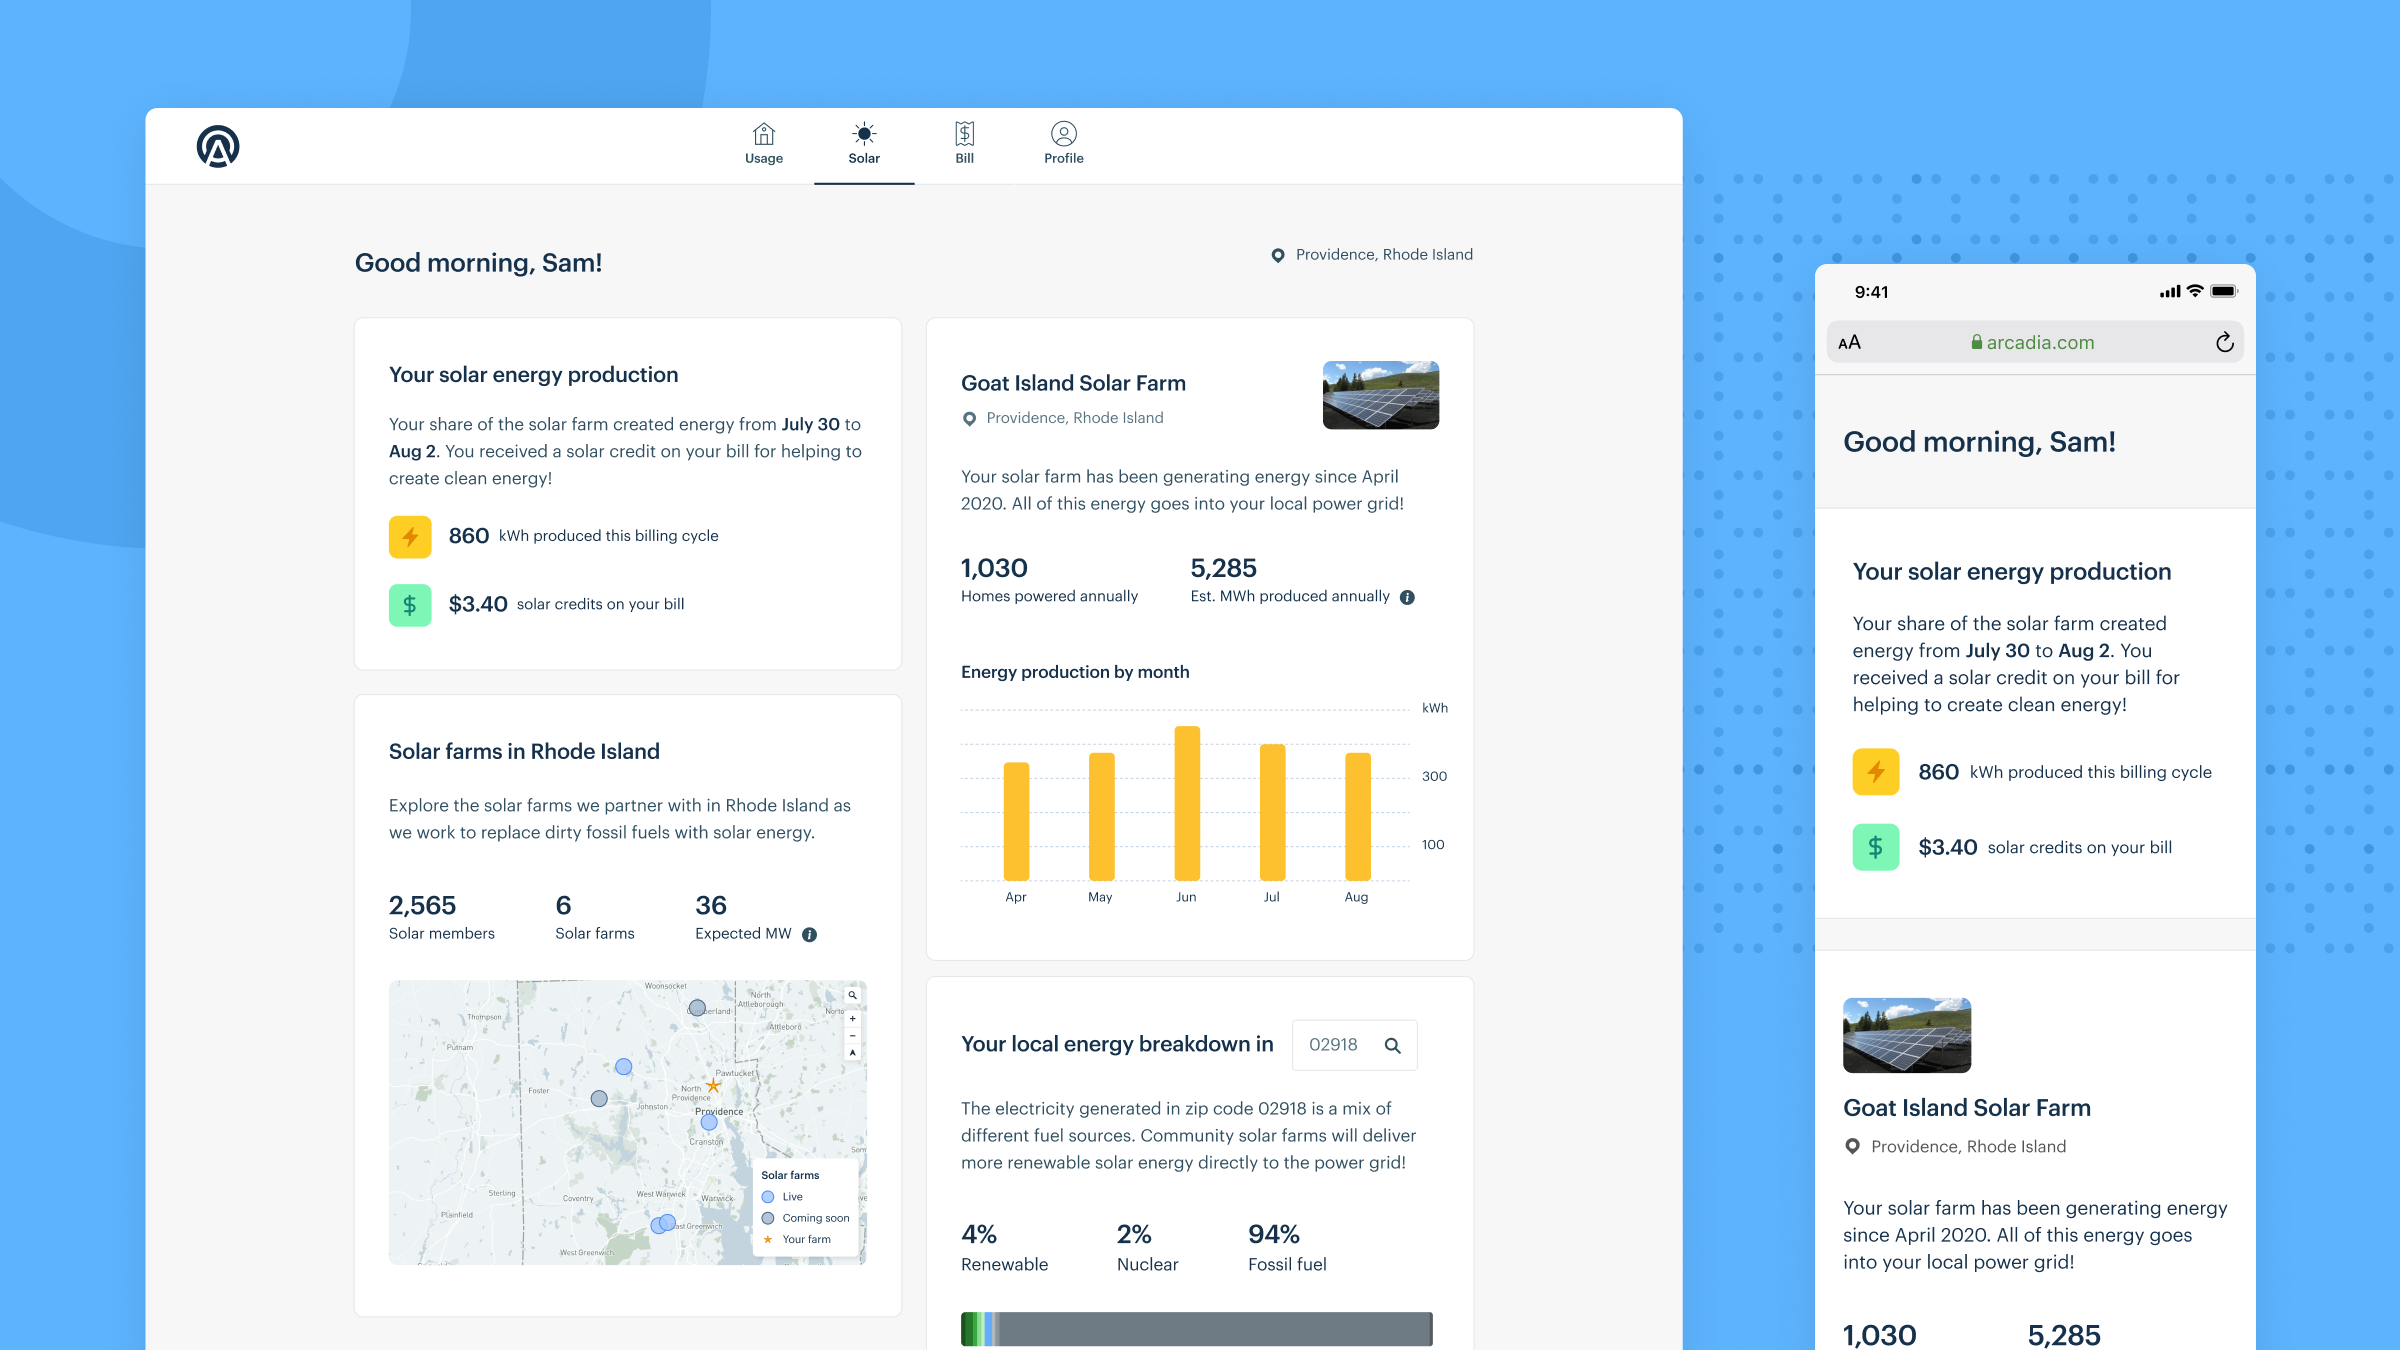 Usage
Solar
Bill
Profile
Good morning, Sam!
Providence, Rhode Island
Your solar energy production
Your share of the solar farm created energy from July 30 to
Aug 2. You received a solar credit on your bill for helping to
create clean energy!
860 kWh produced this billing cycle
$3.40 solar credits on your bill
Solar farms in Rhode Island
Explore the solar farms we partner with in Rhode Island as
we work to replace dirty fossil fuels with solar energy.
2,565
Solar members
6
Solar farms
36
Expected MW
Woonsocket
North
Attleborough
Thompson
Attleboro
Putnam
Foster
Pawtucket
North
Providence
Johnston
Providence
Cranston
Sterling
Coventry
West Warwick
Warwick
Plainfield
West Greenwich
Solar farms
Live
Coming soon
Your farm
Goat Island Solar Farm
Providence, Rhode Island
Your solar farm has been generating energy since April
2020. All of this energy goes into your local power grid!
1,030
Homes powered annually
5,285
Est. MWh produced annually
Energy production by month
kWh
300
100
Apr
May
Jun
Jul
Aug
Your local energy breakdown in
02918
The electricity generated in zip code 02918 is a mix of
different fuel sources. Community solar farms will deliver
more renewable solar energy directly to the power grid!
4%
Renewable
2%
Nuclear
94%
Fossil fuel
9:41
AA
arcadia.com
Good morning, Sam!
Your solar energy production
Your share of the solar farm created
energy from July 30 to Aug 2. You
received a solar credit on your bill for
helping to create clean energy!
860 kWh produced this billing cycle
$3.40 solar credits on your bill
Goat Island Solar Farm
Providence, Rhode Island
Your solar farm has been generating energy
since April 2020. All of this energy goes
into your local power grid!
1,030
5,285